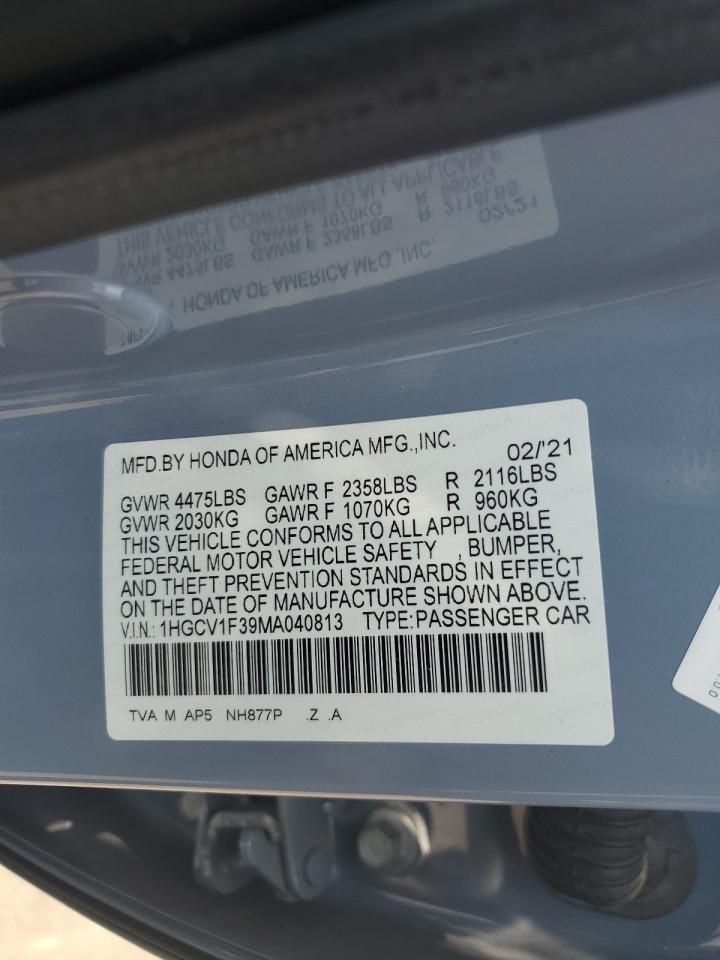 MFD.BY HONDA OF AMERICA MFG.,INC. 02/'21
GVWR 4475LBS GAWR F 2358LBS R 2116LBS
GVWR 2030KG GAWR F 1070KG R 960KG
THIS VEHICLE CONFORMS TO ALL APPLICABLE
FEDERAL MOTOR VEHICLE SAFETY , BUMPER,
AND THEFT PREVENTION STANDARDS IN EFFECT
ON THE DATE OF MANUFACTURE SHOWN ABOVE.
V.I.N.: 1HGCV1F39MA040813 TYPE:PASSENGER CAR
TVA M AP5 NH877P .Z .A